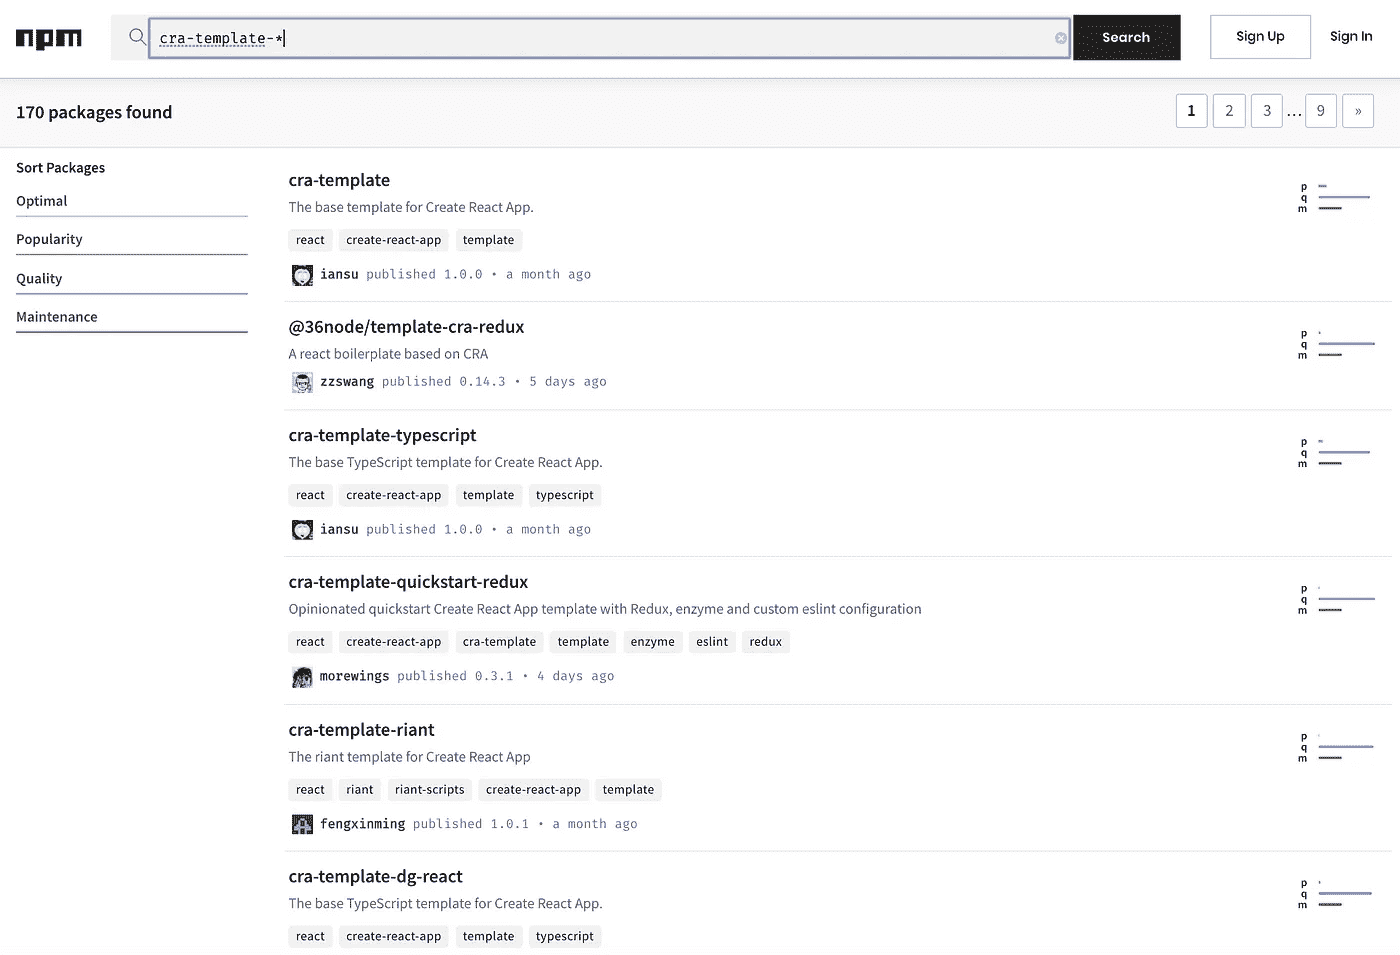 npm
cra-template-*
Search
Sign Up
Sign In
170 packages found
1 2 3 ... 9 »
Sort Packages
Optimal
Popularity
Quality
Maintenance
cra-template
The base template for Create React App.
react create-react-app template
iansu published 1.0.0 • a month ago
p
q
m
@36node/template-cra-redux
A react boilerplate based on CRA
zzswang published 0.14.3 • 5 days ago
p
q
m
cra-template-typescript
The base TypeScript template for Create React App.
react create-react-app template typescript
iansu published 1.0.0 • a month ago
p
q
m
cra-template-quickstart-redux
Opinionated quickstart Create React App template with Redux, enzyme and custom eslint configuration
react create-react-app cra-template template enzyme eslint redux
morewings published 0.3.1 • 4 days ago
p
q
m
cra-template-riant
The riant template for Create React App
react riant riant-scripts create-react-app template
fengxinming published 1.0.1 • a month ago
p
q
m
cra-template-dg-react
The base TypeScript template for Create React App.
react create-react-app template typescript
p
q
m